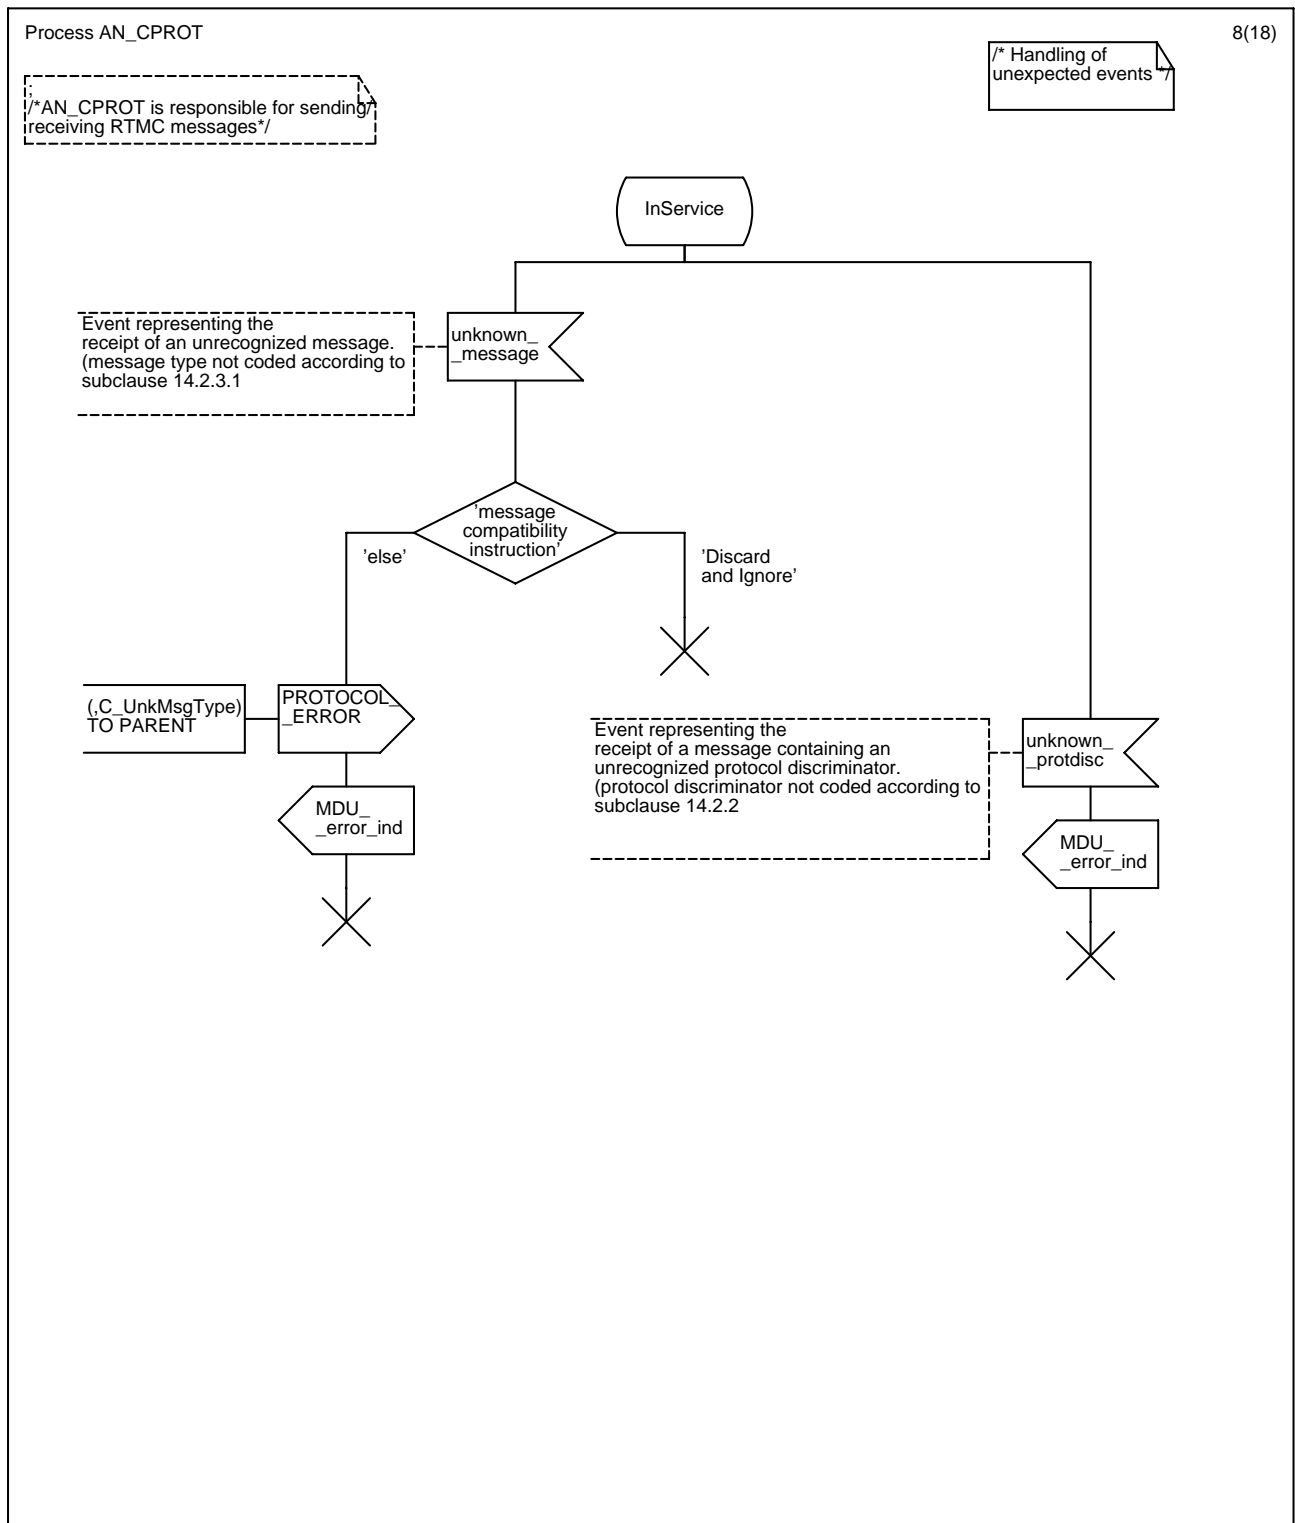 Process AN_CPROT
8(18)
/* Handling of
unexpected events */
;
/*AN_CPROT is responsible for sending/
receiving RTMC messages*/
InService
Event representing the
receipt of an unrecognized message.
(message type not coded according to
subclause 14.2.3.1
unknown_
_message
'message
compatibility
instruction'
'else'
'Discard
and Ignore'
(,C_UnkMsgType)
TO PARENT
PROTOCOL_
_ERROR
MDU_
_error_ind
Event representing the
receipt of a message containing an
unrecognized protocol discriminator.
(protocol discriminator not coded according to
subclause 14.2.2
unknown_
_protdisc
MDU_
_error_ind